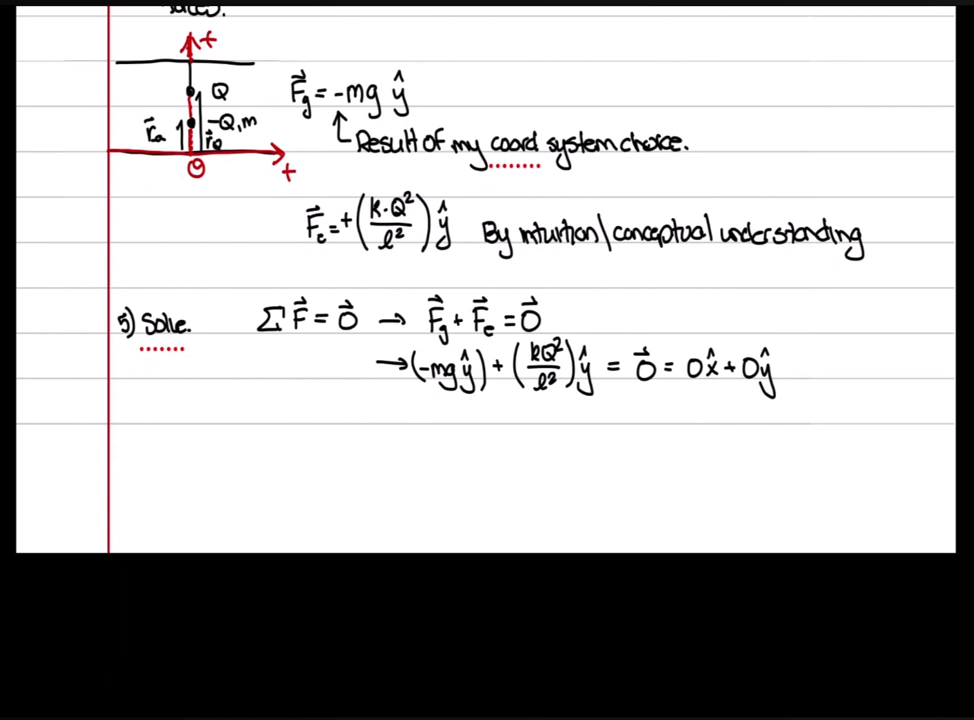 +
Q
F⃗g = -mg ŷ
r⃗a
-Q,m
r⃗Q
Result of my coord system choice.
+
F⃗e = +(k·Q²/l²) ŷ By intuition\conceptual understanding
5) Solve. ΣF⃗ = 0⃗ → F⃗g + F⃗e = 0⃗
→ (-mgŷ) + (kQ²/l²)ŷ = 0⃗ = 0x̂ + 0ŷ